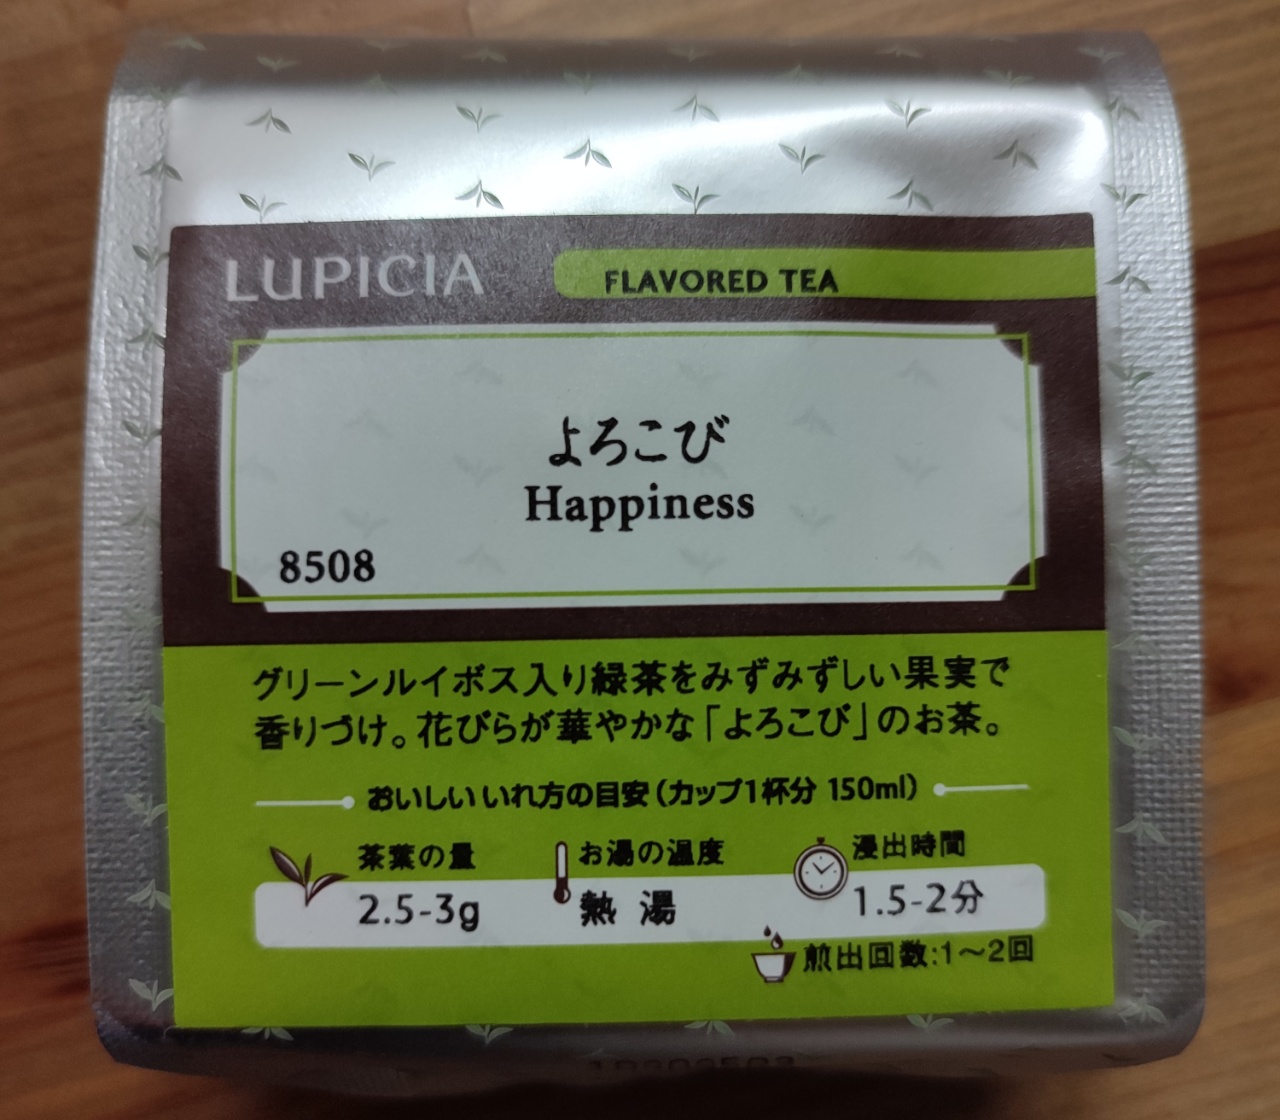 LUPICIA
FLAVORED TEA
よろこび
Happiness
8508
グリーンルイボス入り緑茶をみずみずしい果実で
香りづけ。花びらが華やかな「よろこび」のお茶。
おいしいいれ方の目安(カップ1杯分 150ml)
茶葉の量
2.5-3g
お湯の温度
熱 湯
浸出時間
1.5-2分
煎出回数:1〜2回